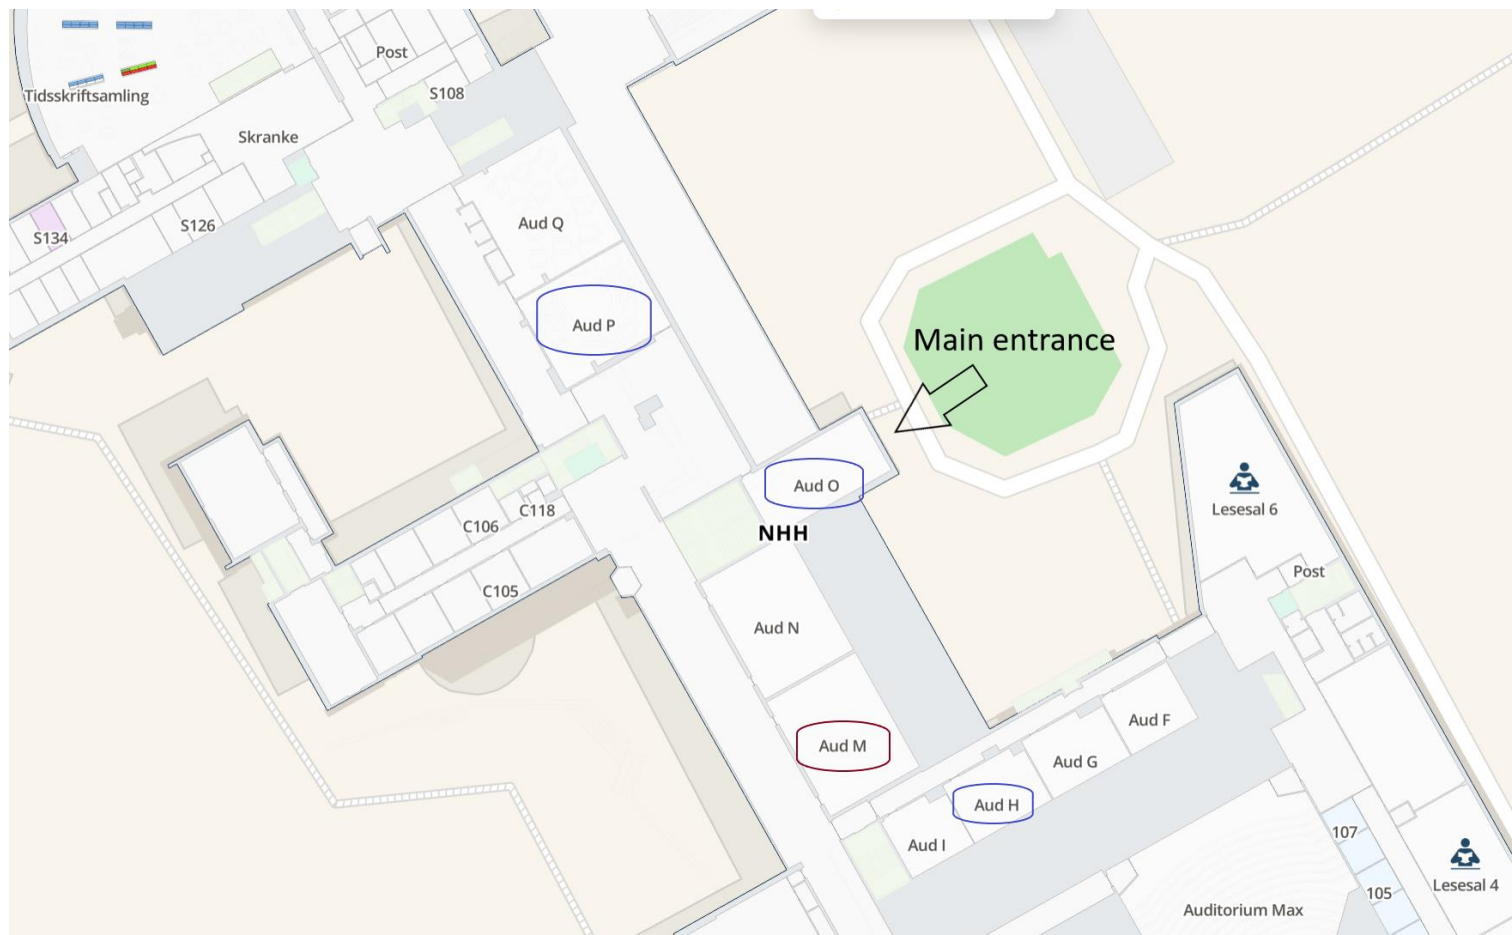 Post
S108
Tidsskriftsamling
Skranke
S126
S134
Aud Q
Aud P
Main entrance
Aud O
NHH
C118
C106
C105
Lesesal 6
Post
Aud N
Aud M
Aud F
Aud G
Aud H
Aud I
107
105
Lesesal 4
Auditorium Max